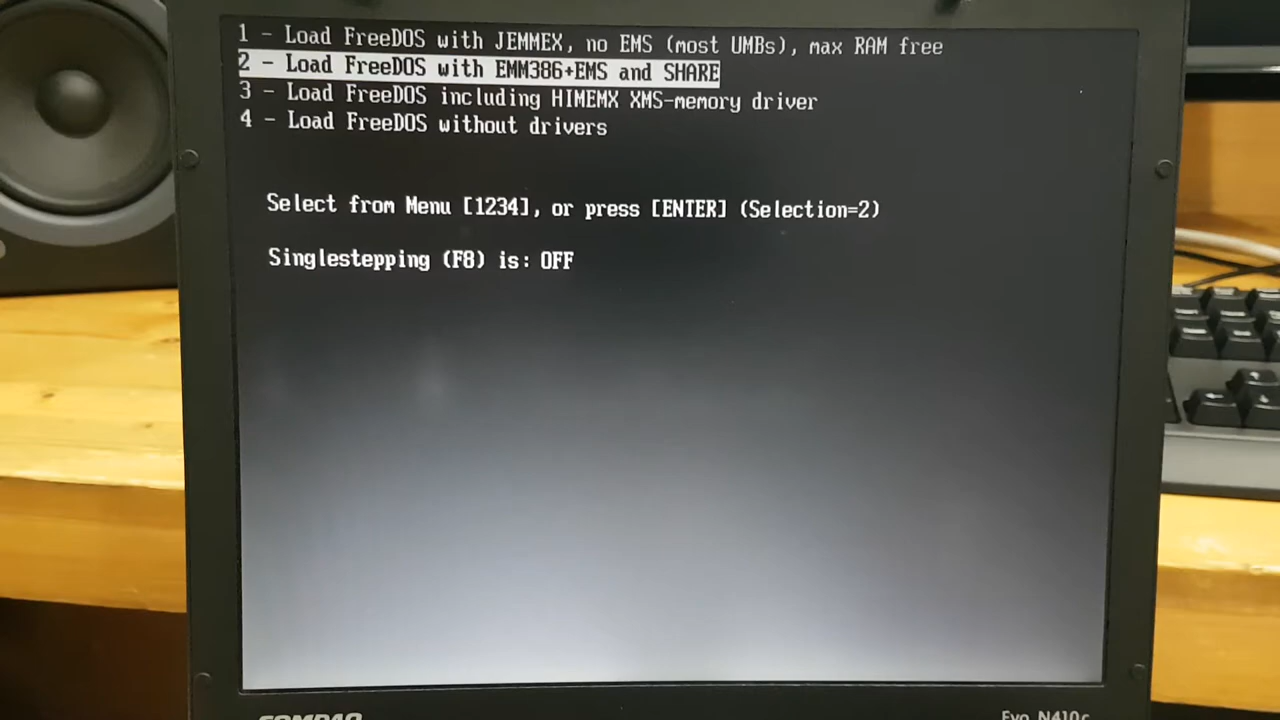 1 - Load FreeDOS with JEMMEX, no EMS (most UMBs), max RAM free
2 - Load FreeDOS with EMM386+EMS and SHARE
3 - Load FreeDOS including HIMEMX XMS-memory driver
4 - Load FreeDOS without drivers
Select from Menu [1234], or press [ENTER] (Selection=2)
Singlestepping (F8) is: OFF
COMPAQ
Evo N410c